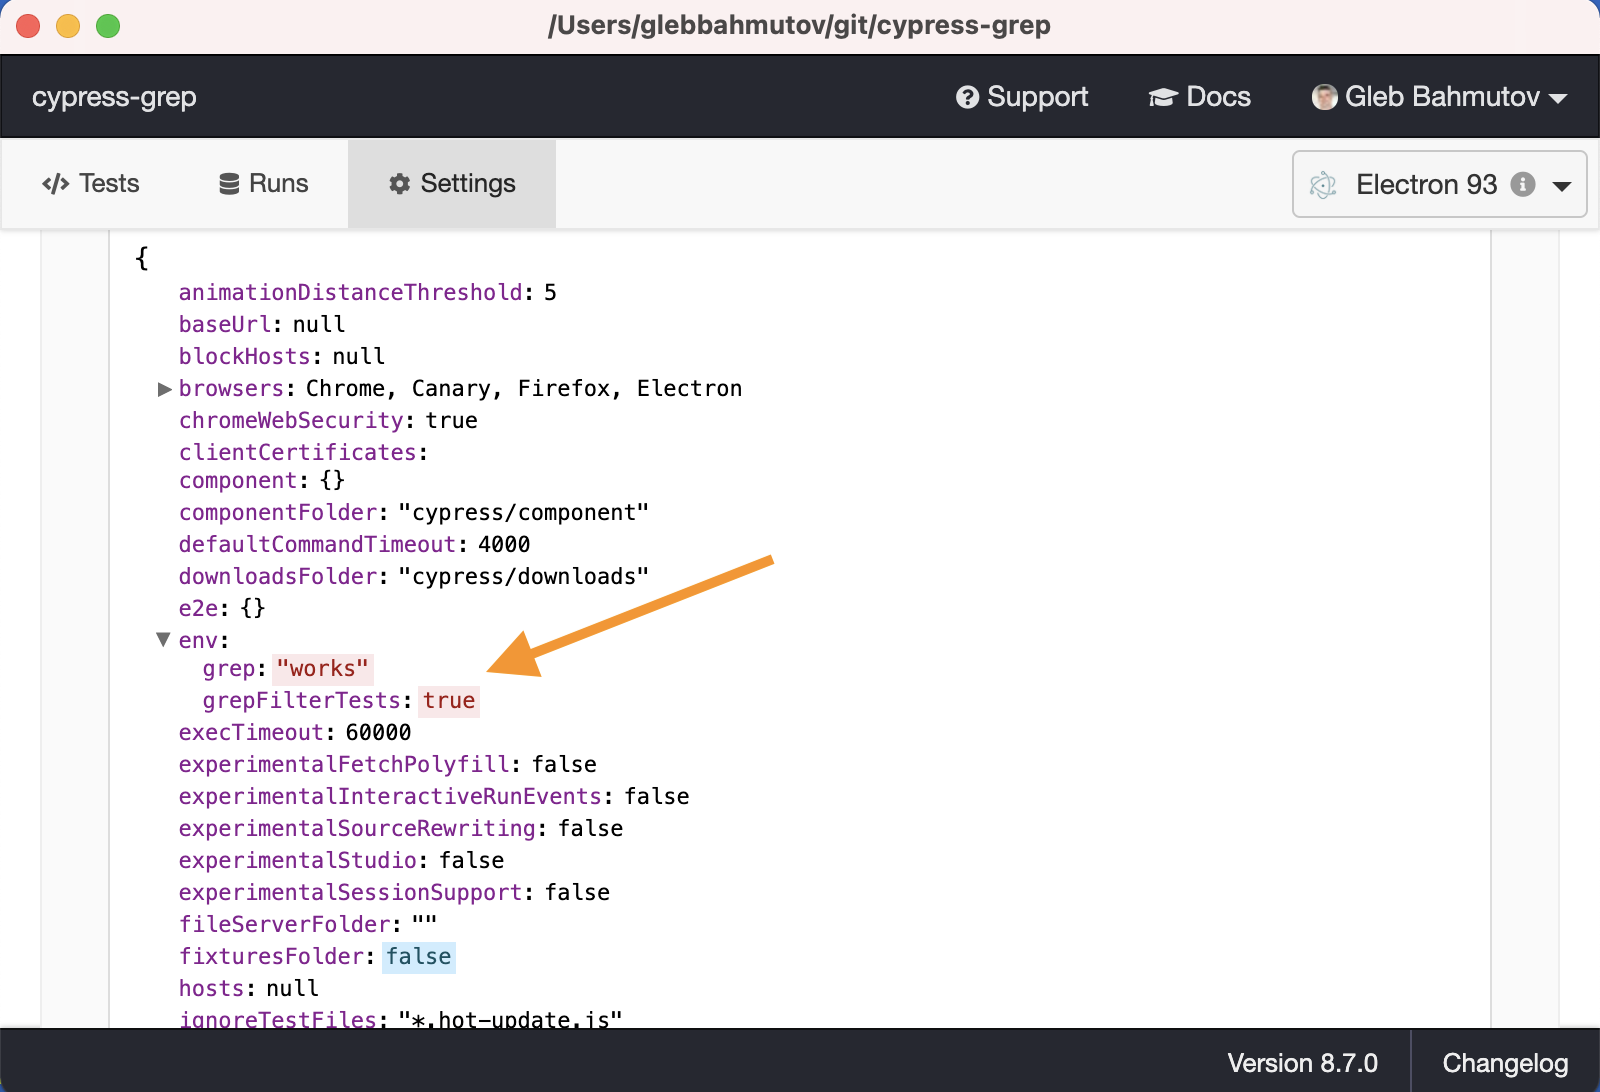 /Users/glebbahmutov/git/cypress-grep
cypress-grep
Support
Docs
Gleb Bahmutov
Tests
Runs
Settings
Electron 93
{
animationDistanceThreshold: 5
baseUrl: null
blockHosts: null
browsers: Chrome, Canary, Firefox, Electron
chromeWebSecurity: true
clientCertificates:
component: {}
componentFolder: "cypress/component"
defaultCommandTimeout: 4000
downloadsFolder: "cypress/downloads"
e2e: {}
env:
grep: "works"
grepFilterTests: true
execTimeout: 60000
experimentalFetchPolyfill: false
experimentalInteractiveRunEvents: false
experimentalSourceRewriting: false
experimentalStudio: false
experimentalSessionSupport: false
fileServerFolder: ""
fixturesFolder: false
hosts: null
ignoreTestFiles: "*.hot-update.js"
Version 8.7.0
Changelog